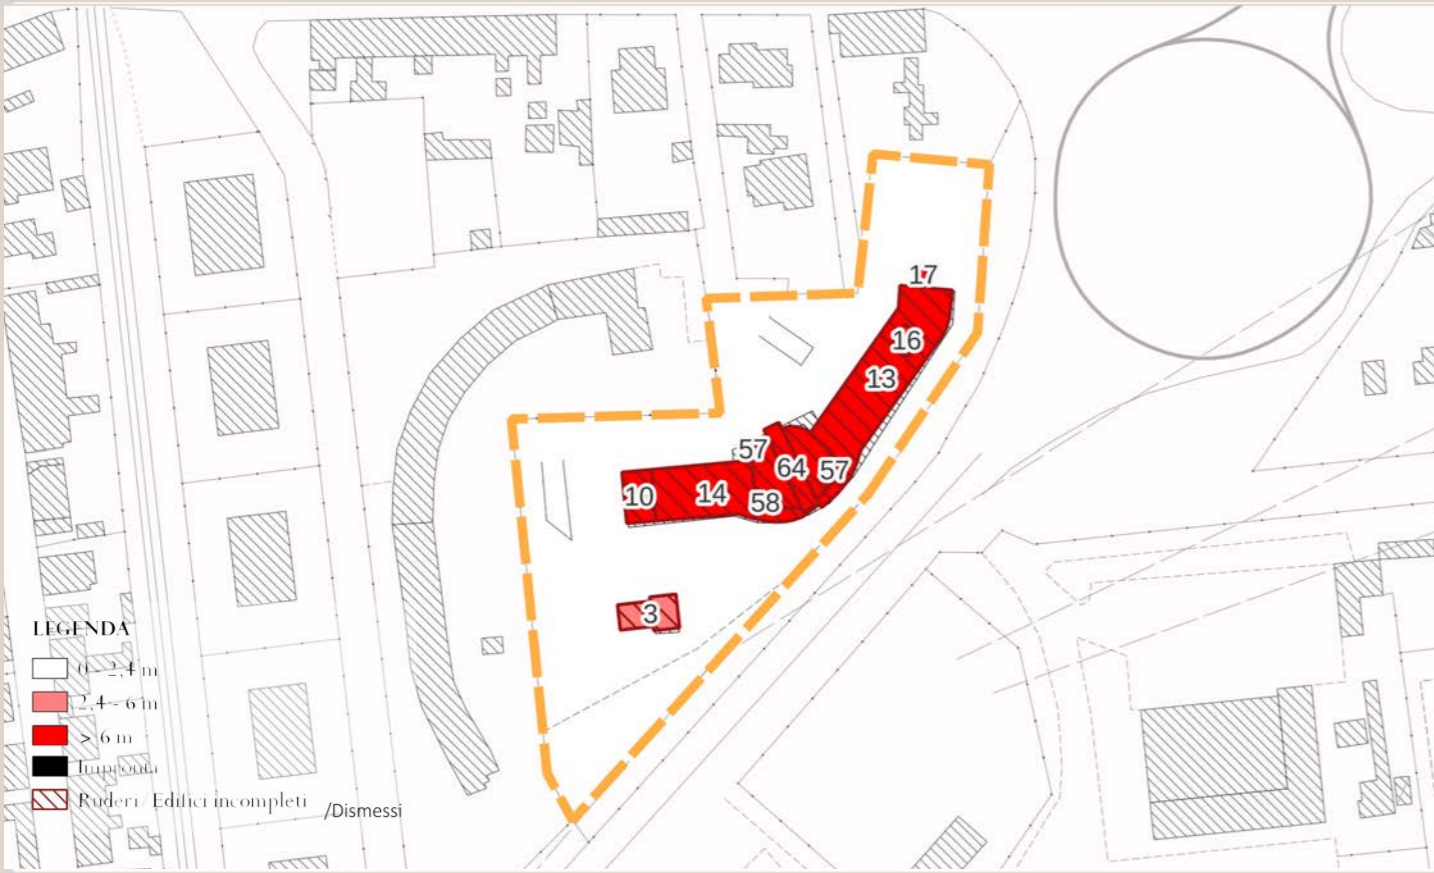 17
16
13
57
64
57
10
14
58
3
LEGENDA
0 - 2,4 m
2,4 - 6 m
> 6 m
Impronta
Ruderi / Edifici incompleti /Dismessi